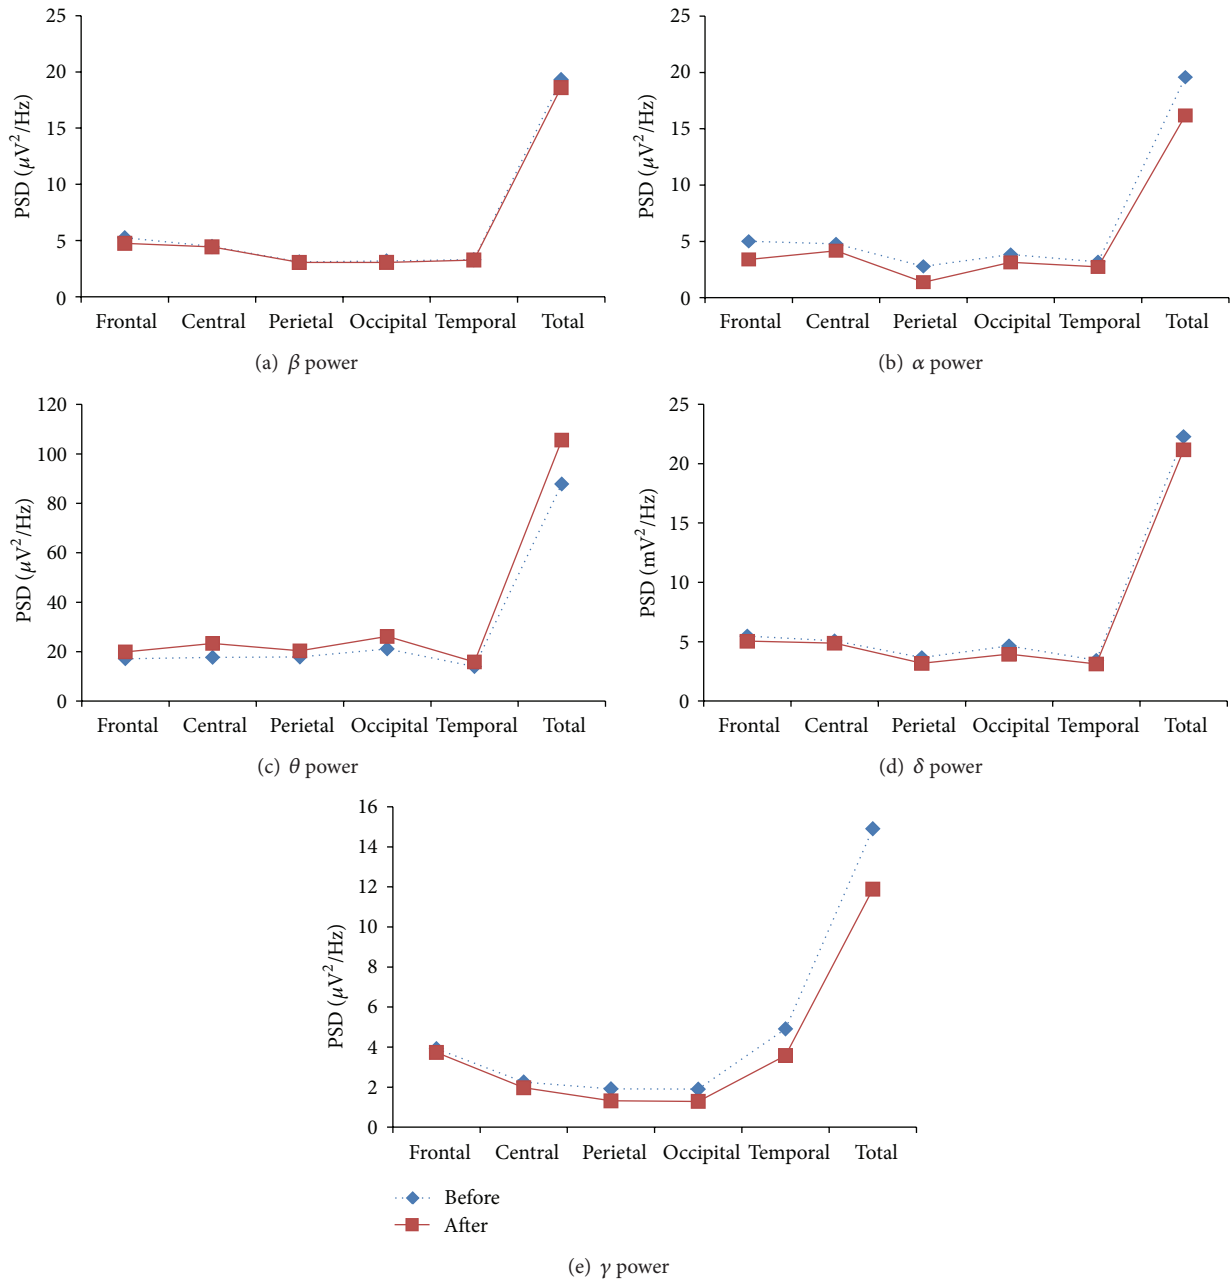 25
20
15
10
5
0
PSD (μV²/Hz)
Frontal Central Perietal Occipital Temporal Total
(a) β power
25
20
15
10
5
0
PSD (μV²/Hz)
Frontal Central Perietal Occipital Temporal Total
(b) α power
120
100
80
60
40
20
0
PSD (μV²/Hz)
Frontal Central Perietal Occipital Temporal Total
(c) θ power
25
20
15
10
5
0
PSD (mV²/Hz)
Frontal Central Perietal Occipital Temporal Total
(d) δ power
16
14
12
10
8
6
4
2
0
PSD (μV²/Hz)
Frontal Central Perietal Occipital Temporal Total
Before
After
(e) γ power